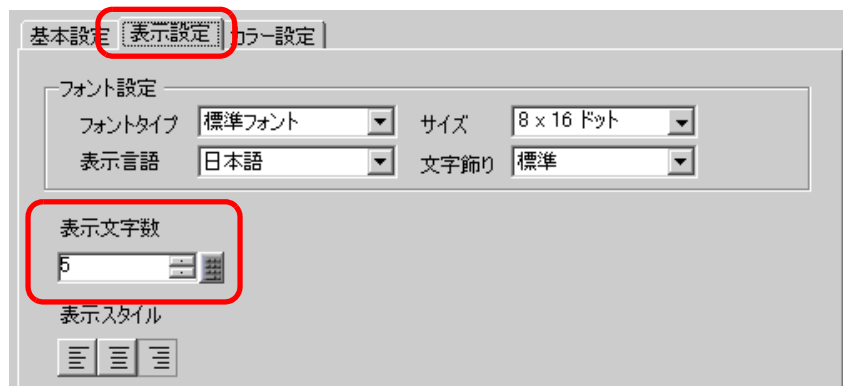 基本設定 表示設定 カラー設定
フォント設定
フォントタイプ 標準フォント サイズ 8 x 16 ドット
表示言語 日本語 文字飾り 標準
表示文字数
5
表示スタイル